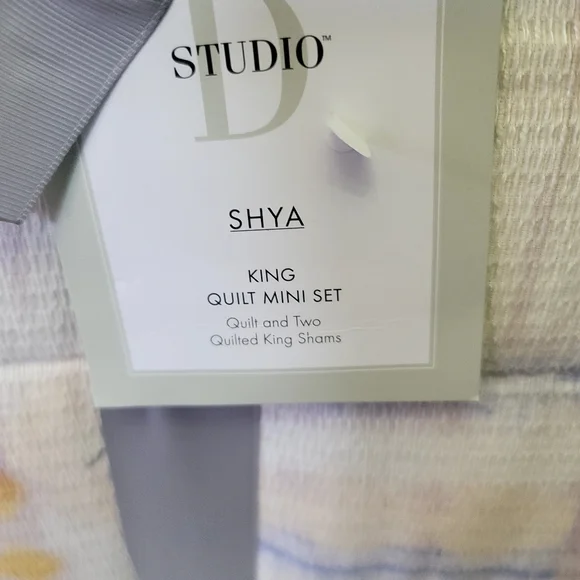 D
STUDIO™
SHYA
KING
QUILT MINI SET
Quilt and Two
Quilted King Shams